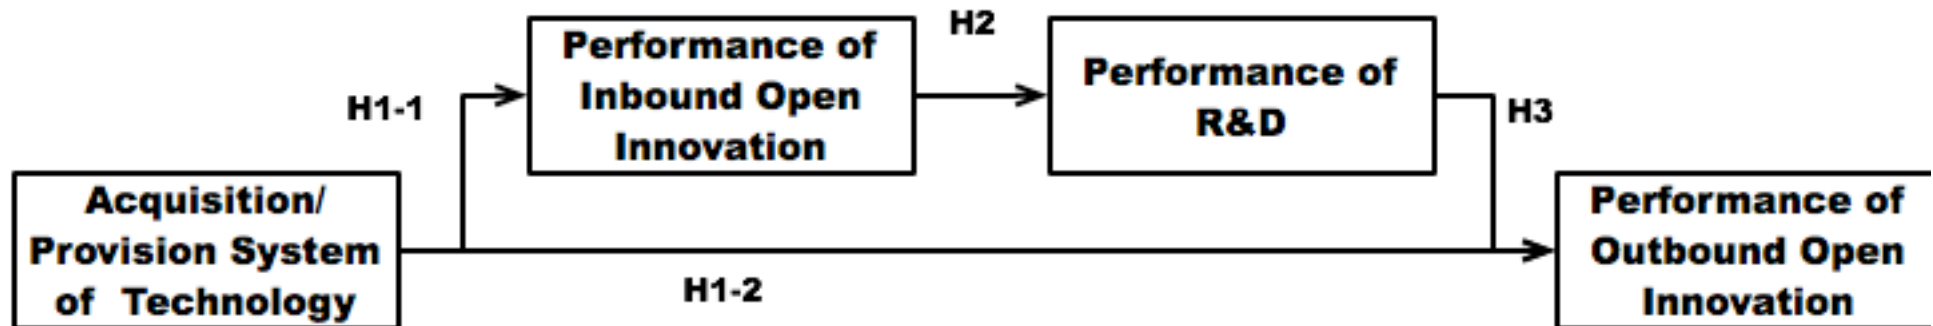 H2
Performance of
Inbound Open
Innovation
Performance of
R&D
H1-1
H3
Acquisition/
Provision System
of Technology
Performance of
Outbound Open
Innovation
H1-2